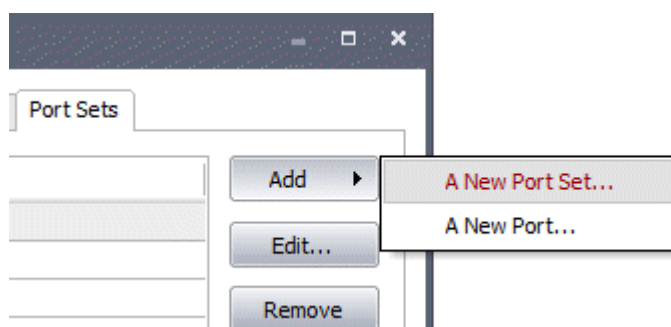 Port Sets
Add
A New Port Set...
A New Port...
Edit...
Remove